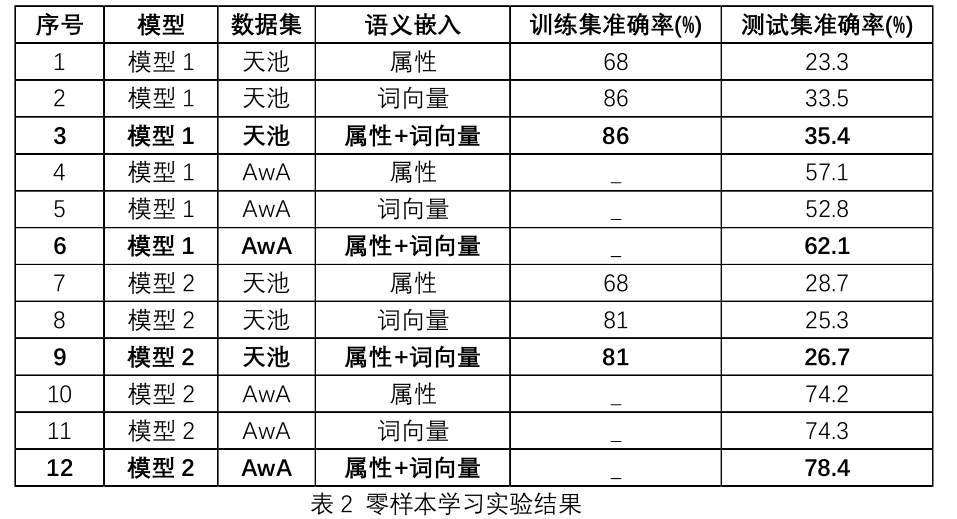 序号 模型 数据集 语义嵌入 训练集准确率(%) 测试集准确率(%)
1 模型 1 天池 属性 68 23.3
2 模型 1 天池 词向量 86 33.5
3 模型 1 天池 属性+词向量 86 35.4
4 模型 1 AwA 属性 _ 57.1
5 模型 1 AwA 词向量 _ 52.8
6 模型 1 AwA 属性+词向量 _ 62.1
7 模型 2 天池 属性 68 28.7
8 模型 2 天池 词向量 81 25.3
9 模型 2 天池 属性+词向量 81 26.7
10 模型 2 AwA 属性 _ 74.2
11 模型 2 AwA 词向量 _ 74.3
12 模型 2 AwA 属性+词向量 _ 78.4
表 2 零样本学习实验结果